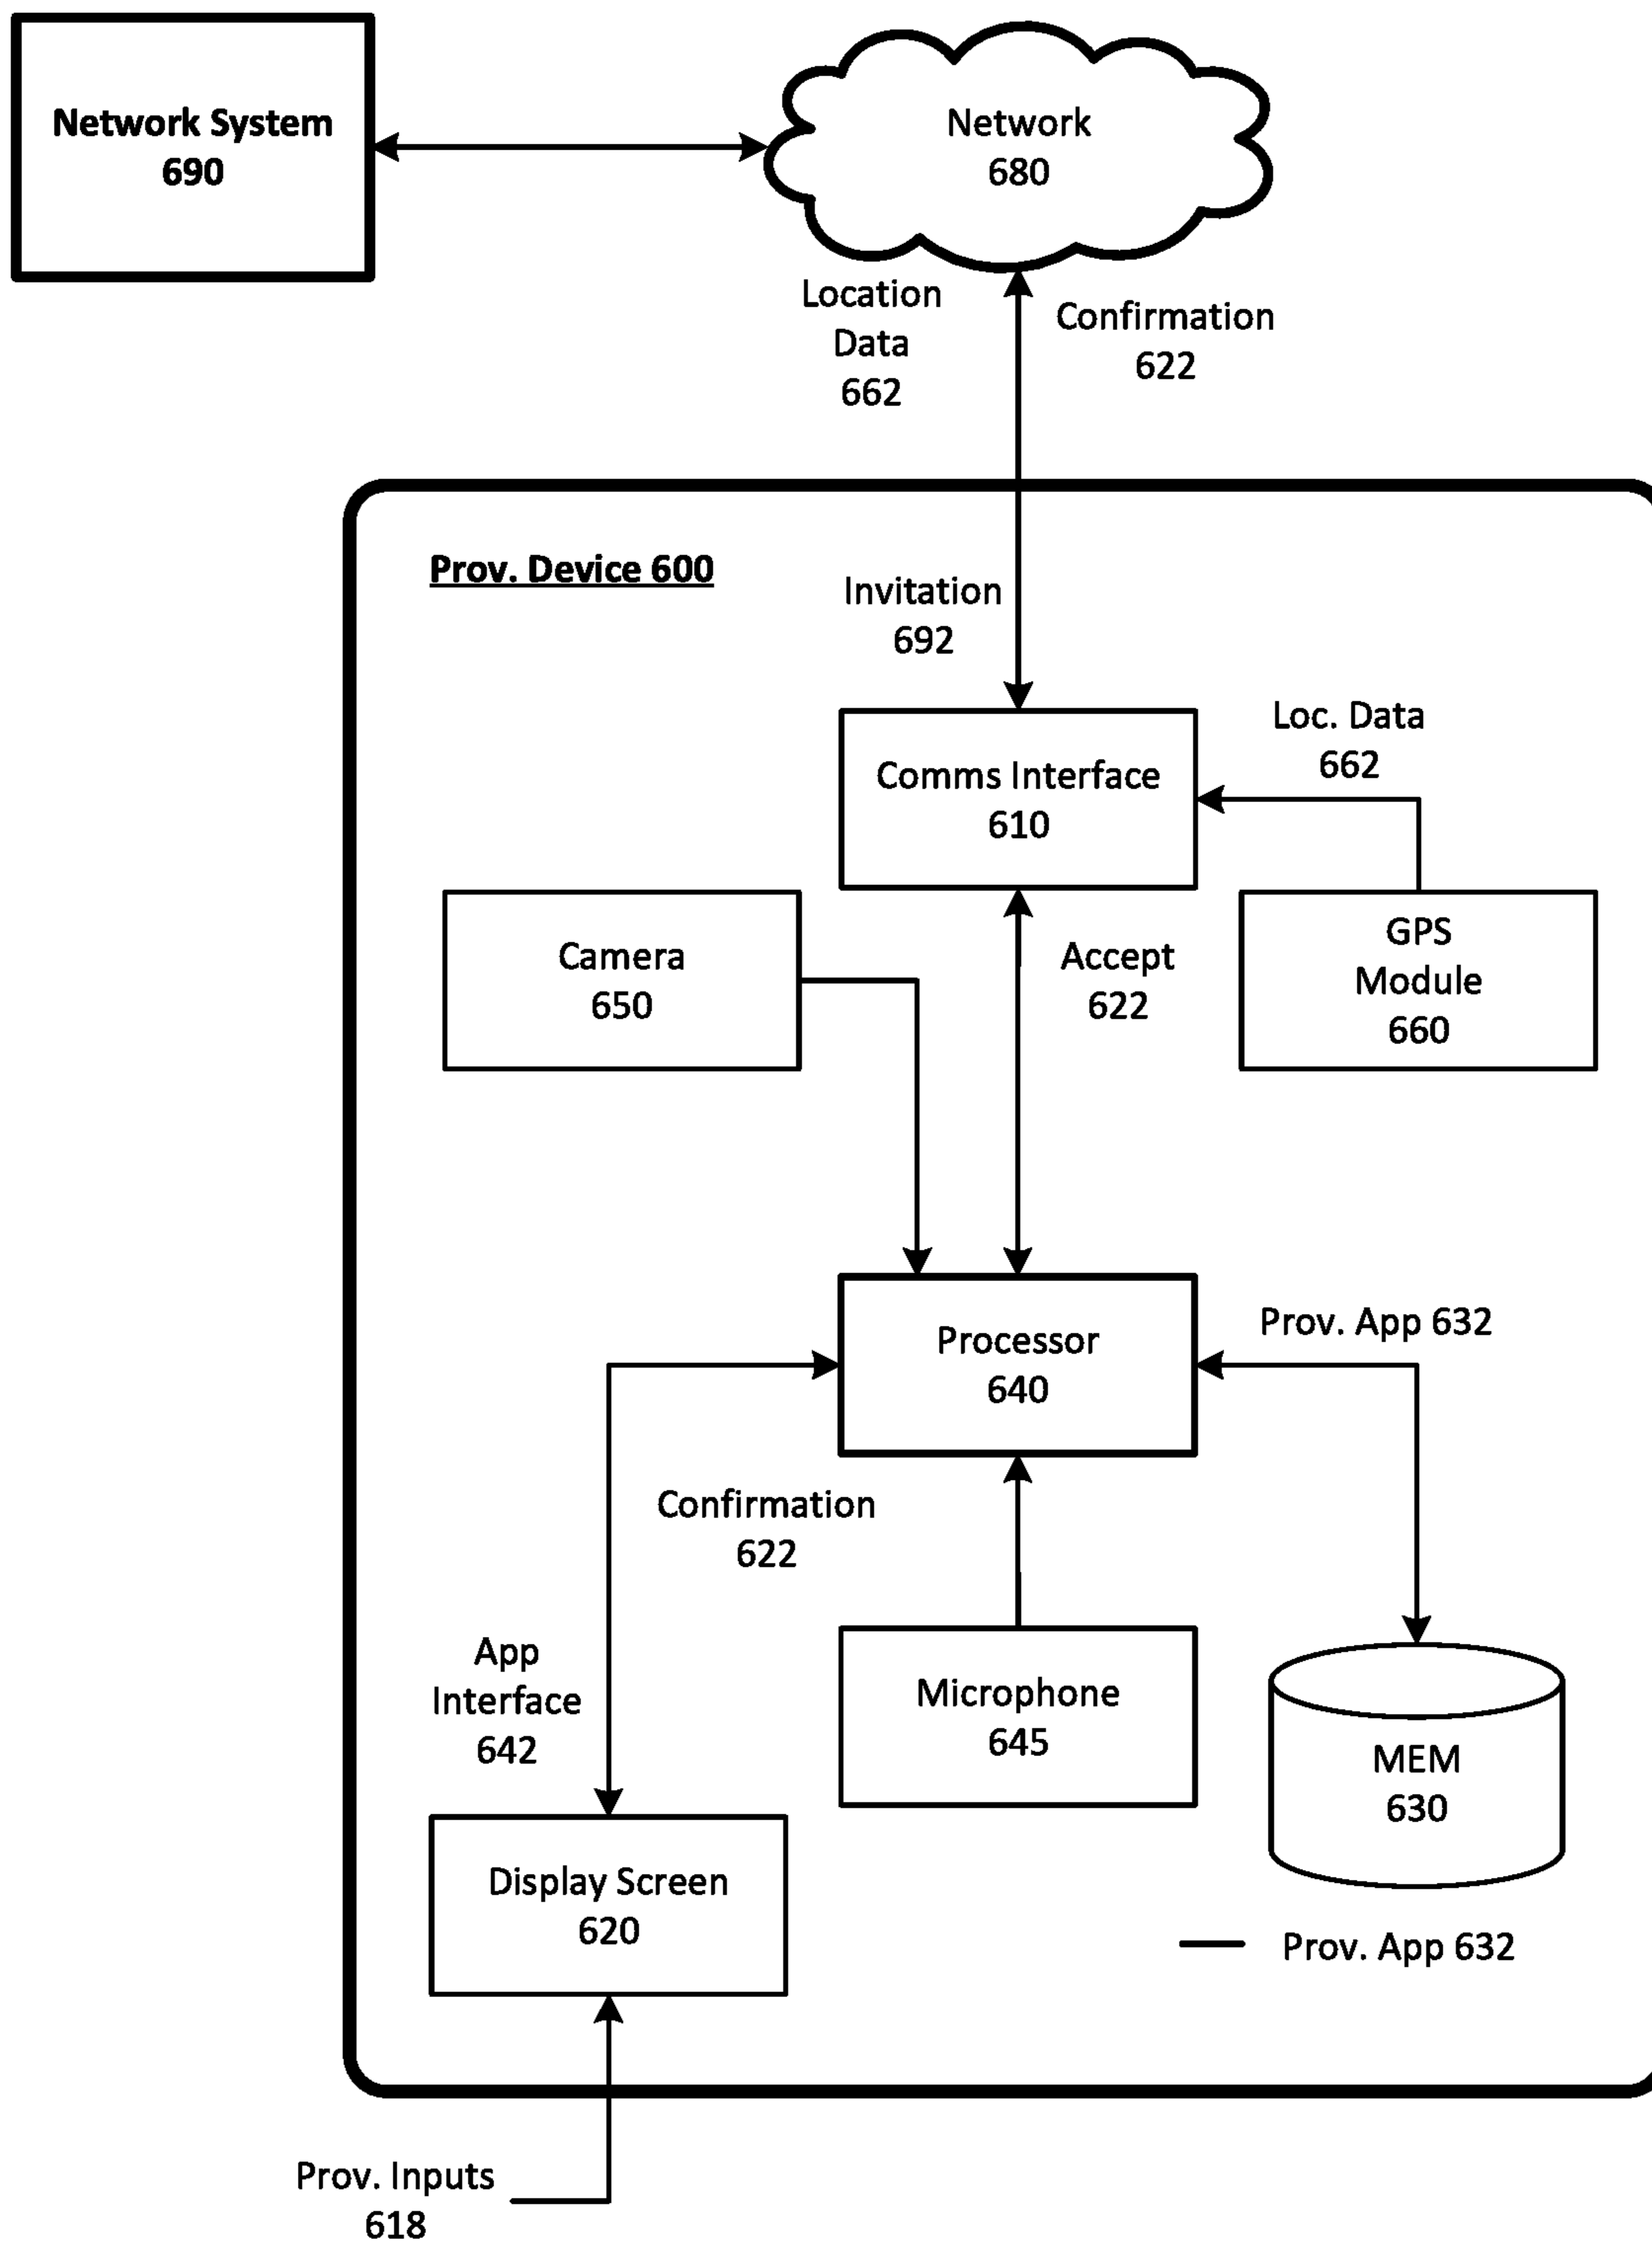 Network System
690
Network
680
Location
Data
662
Confirmation
622
Prov. Device 600
Invitation
692
Comms Interface
610
Loc. Data
662
Camera
650
Accept
622
GPS
Module
660
Processor
640
Prov. App 632
Confirmation
622
App
Interface
642
Microphone
645
MEM
630
Display Screen
620
Prov. App 632
Prov. Inputs
618